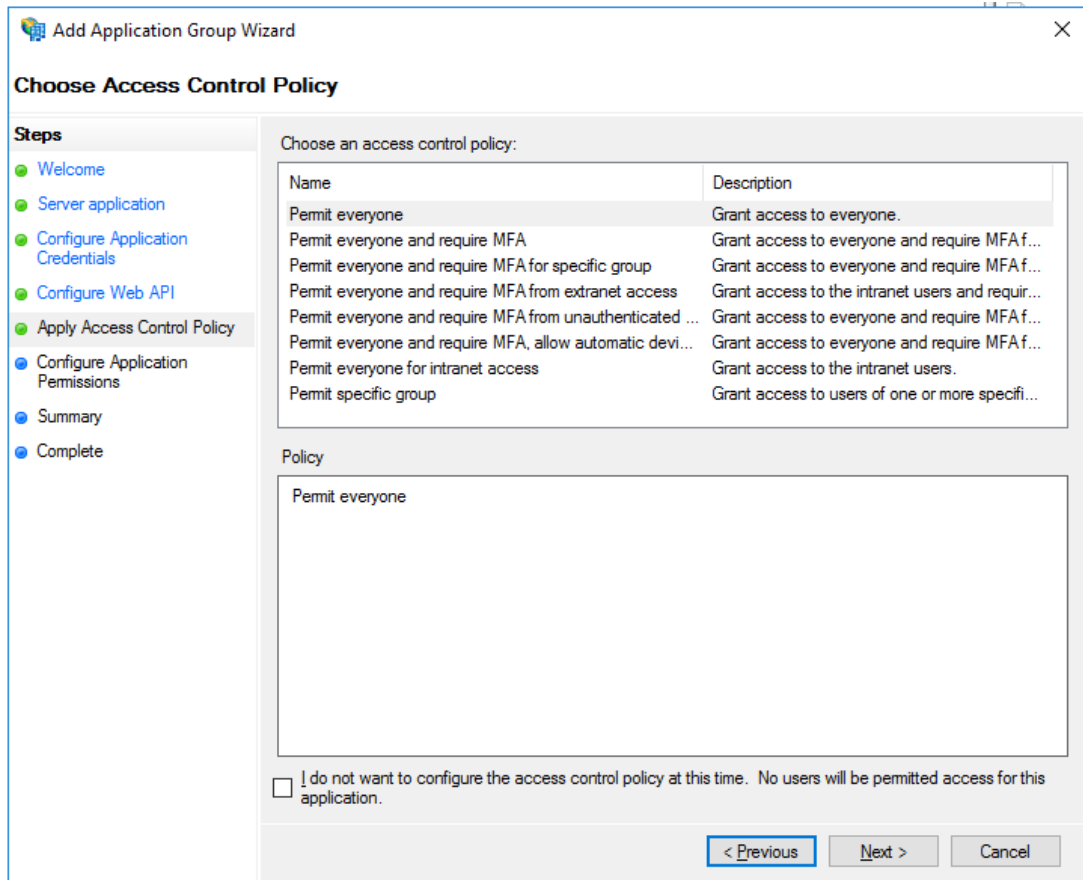 Add Application Group Wizard
Choose Access Control Policy
Steps
Welcome
Server application
Configure Application
Credentials
Configure Web API
Apply Access Control Policy
Configure Application
Permissions
Summary
Complete
Choose an access control policy:
Name Description
Permit everyone Grant access to everyone.
Permit everyone and require MFA Grant access to everyone and require MFA f...
Permit everyone and require MFA for specific group Grant access to everyone and require MFA f...
Permit everyone and require MFA from extranet access Grant access to the intranet users and requir...
Permit everyone and require MFA from unauthenticated ... Grant access to everyone and require MFA f...
Permit everyone and require MFA, allow automatic devi... Grant access to everyone and require MFA f...
Permit everyone for intranet access Grant access to the intranet users.
Permit specific group Grant access to users of one or more specifi...
Policy
Permit everyone
I do not want to configure the access control policy at this time. No users will be permitted access for this
application.
< Previous Next > Cancel